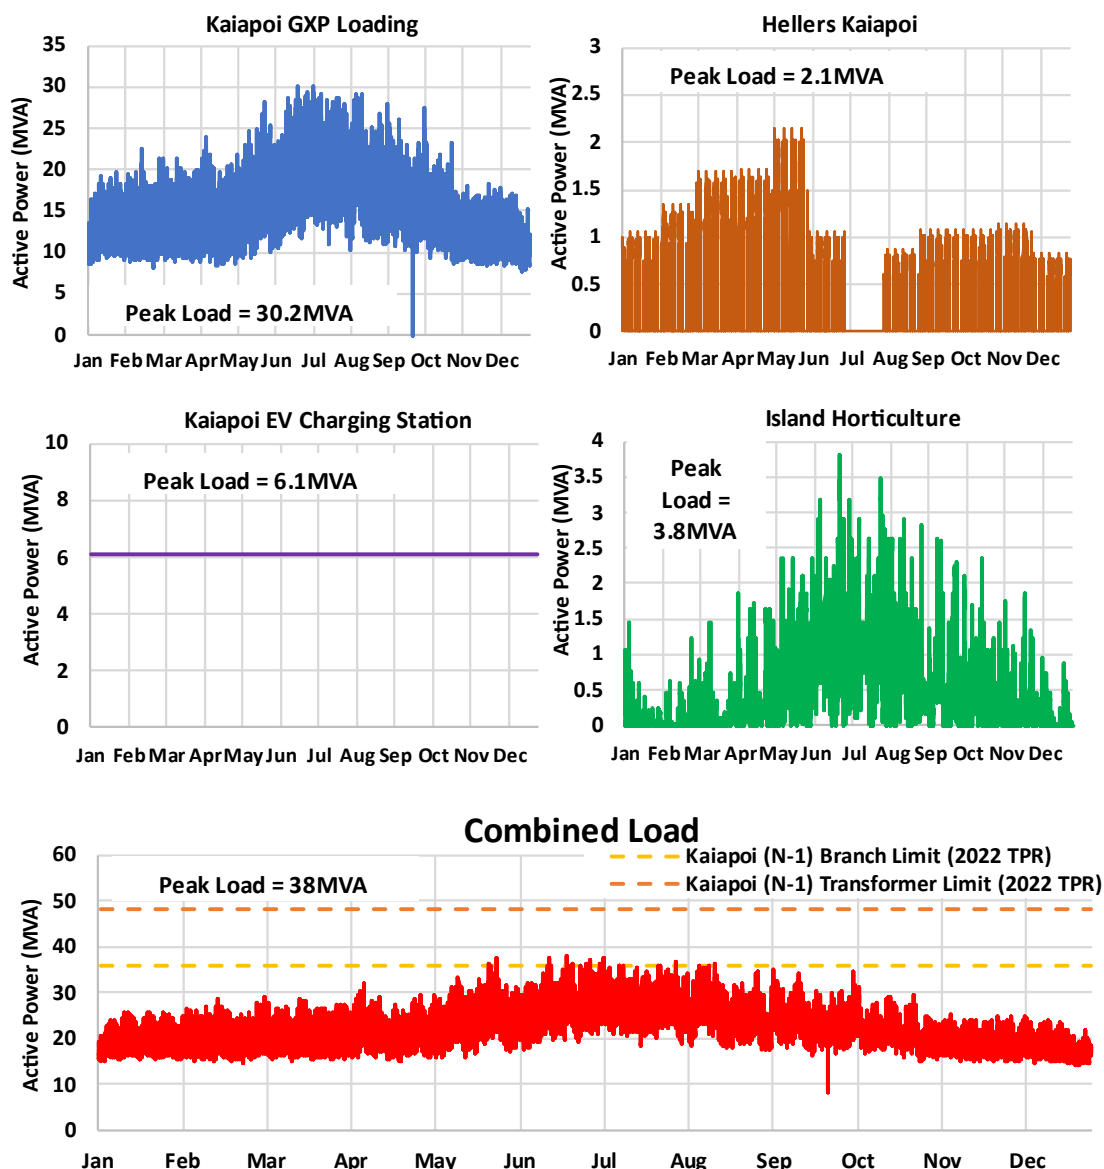 Kaiapoi GXP Loading
Active Power (MVA)
35
30
25
20
15
10
5
0
Peak Load = 30.2MVA
Jan Feb Mar Apr May Jun Jul Aug Sep Oct Nov Dec
Hellers Kaiapoi
Active Power (MVA)
3
2.5
2
1.5
1
0.5
0
Peak Load = 2.1MVA
Jan Feb Mar Apr May Jun Jul Aug Sep Oct Nov Dec
Kaiapoi EV Charging Station
Active Power (MVA)
10
8
6
4
2
0
Peak Load = 6.1MVA
Jan Feb Mar Apr May Jun Jul Aug Sep Oct Nov Dec
Island Horticulture
Active Power (MVA)
4
3.5
3
2.5
2
1.5
1
0.5
0
Peak
Load =
3.8MVA
Jan Feb Mar Apr May Jun Jul Aug Sep Oct Nov Dec
Combined Load
Active Power (MVA)
60
50
40
30
20
10
0
Peak Load = 38MVA
Kaiapoi (N-1) Branch Limit (2022 TPR)
Kaiapoi (N-1) Transformer Limit (2022 TPR)
Jan Feb Mar Apr May Jun Jul Aug Sep Oct Nov Dec